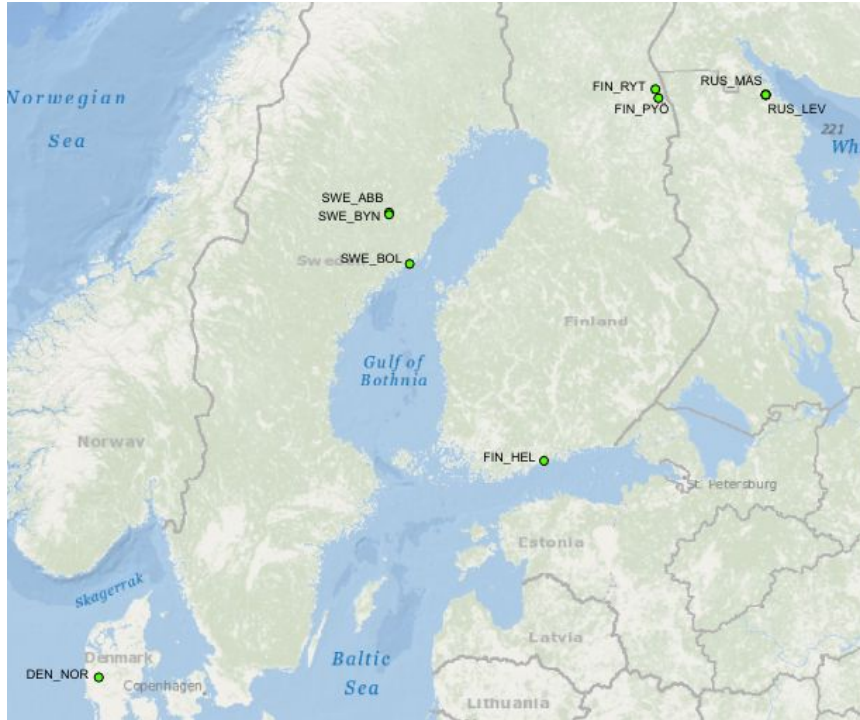 FIN_RYT
RUS_MAS
Norwegian
FIN_PYO
RUS_LEV
221
Sea
Wh
SWE_ABB
SWE_BYN
SWE_BOL
Sweden
Finland
Gulf of
Bothnia
Norway
FIN_HEL
St. Petersburg
Estonia
Skagerrak
Latvia
Denmark
Baltic
DEN_NOR
Copenhagen
Sea
Lithuania